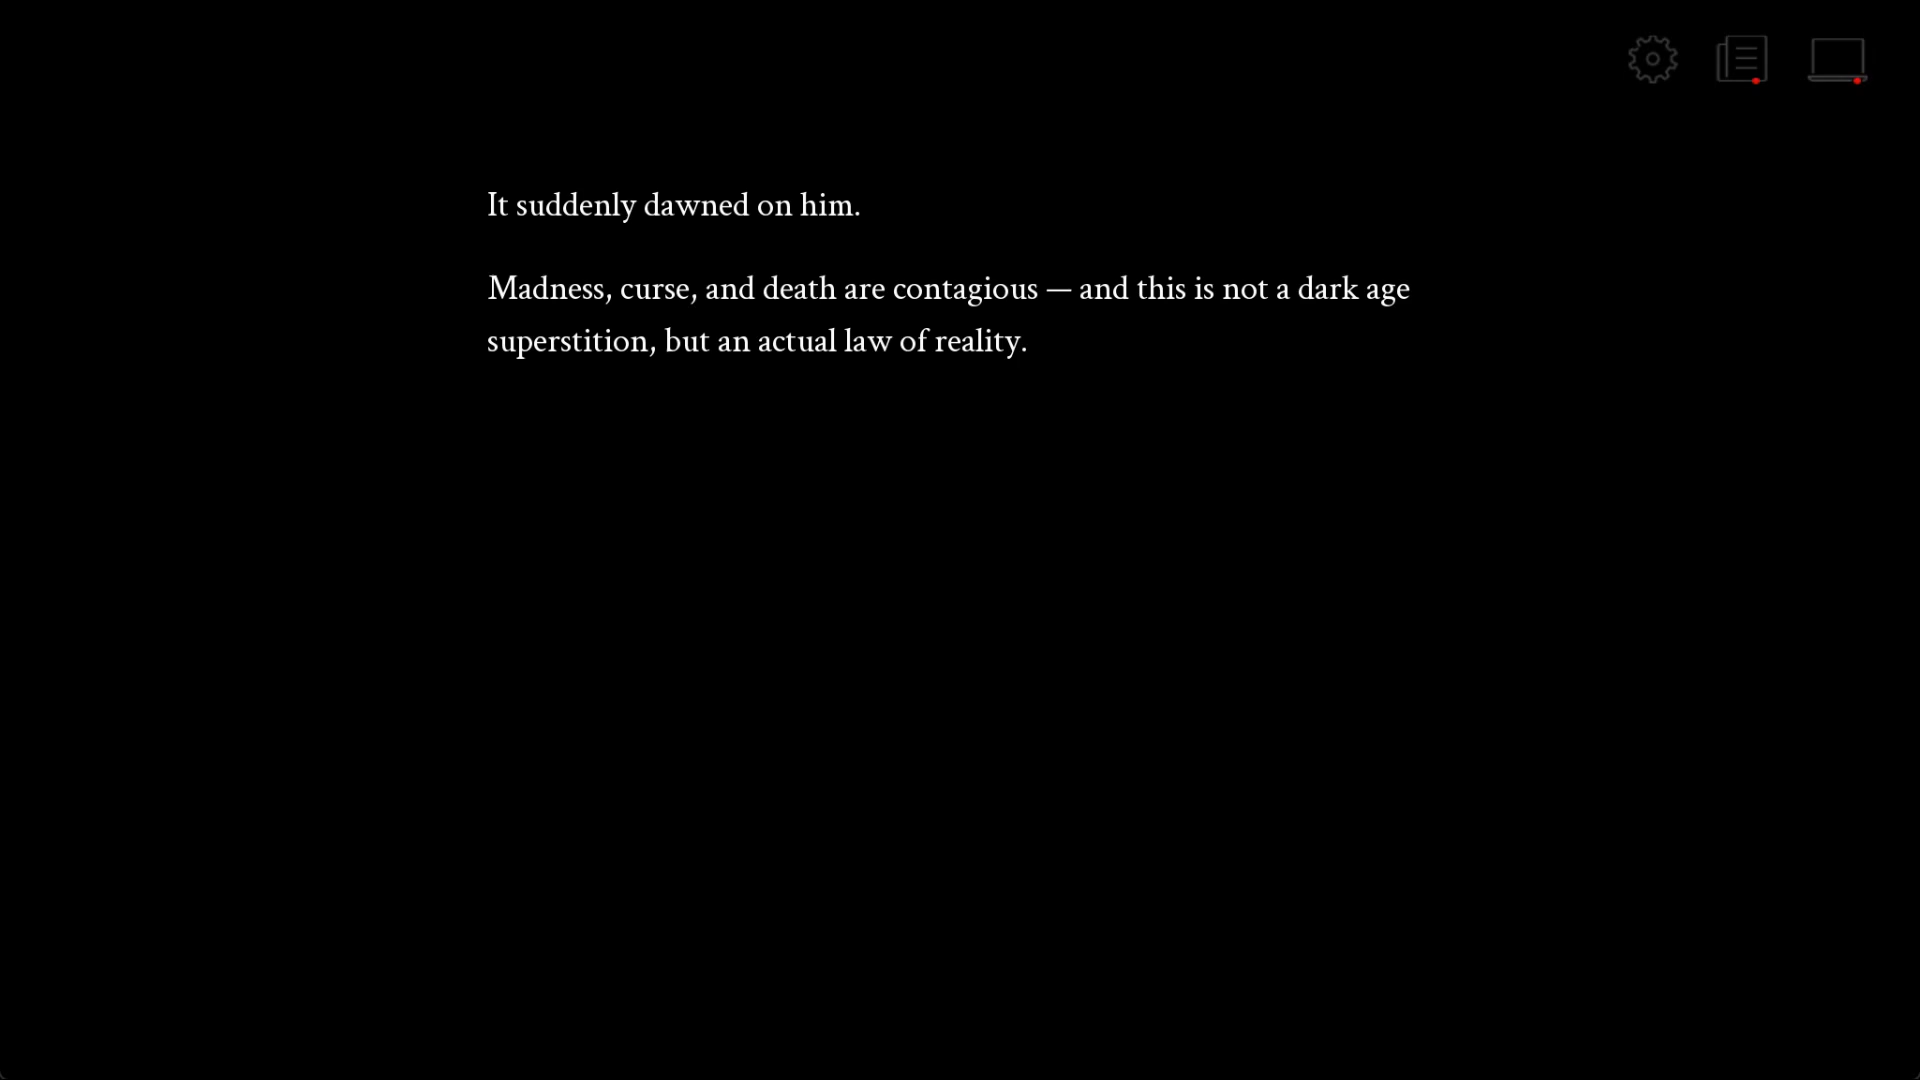 It suddenly dawned on him.
Madness, curse, and death are contagious — and this is not a dark age
superstition, but an actual law of reality.